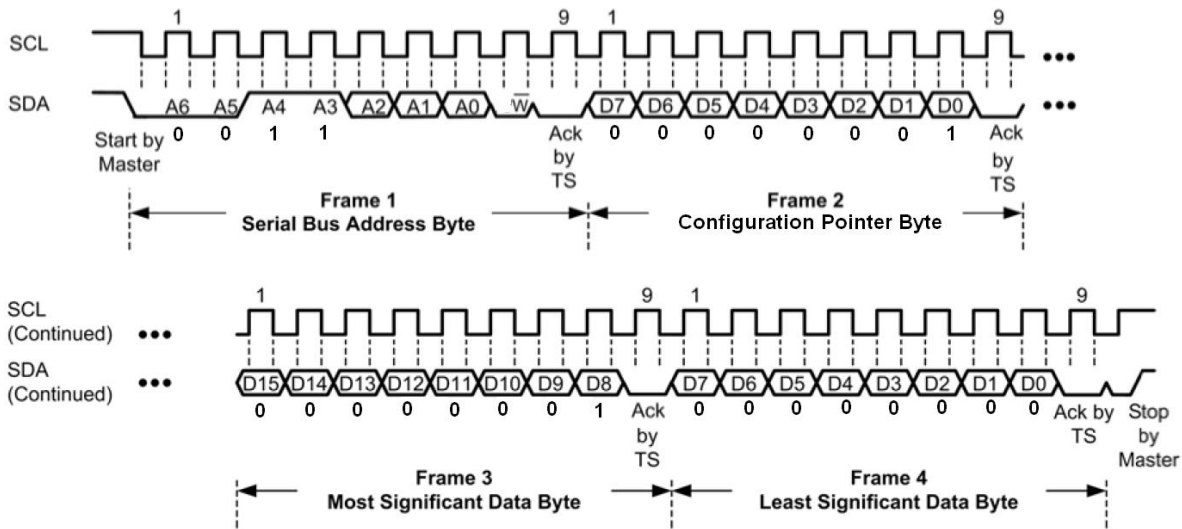 1 9 1 9
SCL
SDA A6 A5 A4 A3 A2 A1 A0 W D7 D6 D5 D4 D3 D2 D1 D0
0 0 1 1 0 0 0 0 0 0 0 1
Start by
Master
Ack
by
TS
Ack
by
TS
Frame 1
Serial Bus Address Byte
Frame 2
Configuration Pointer Byte
1 9 1 9
SCL
(Continued)
SDA
(Continued)
D15 D14 D13 D12 D11 D10 D9 D8 D7 D6 D5 D4 D3 D2 D1 D0
0 0 0 0 0 0 0 1 0 0 0 0 0 0 0 0
Ack
by
TS
Ack by
TS
Stop
by
Master
Frame 3
Most Significant Data Byte
Frame 4
Least Significant Data Byte